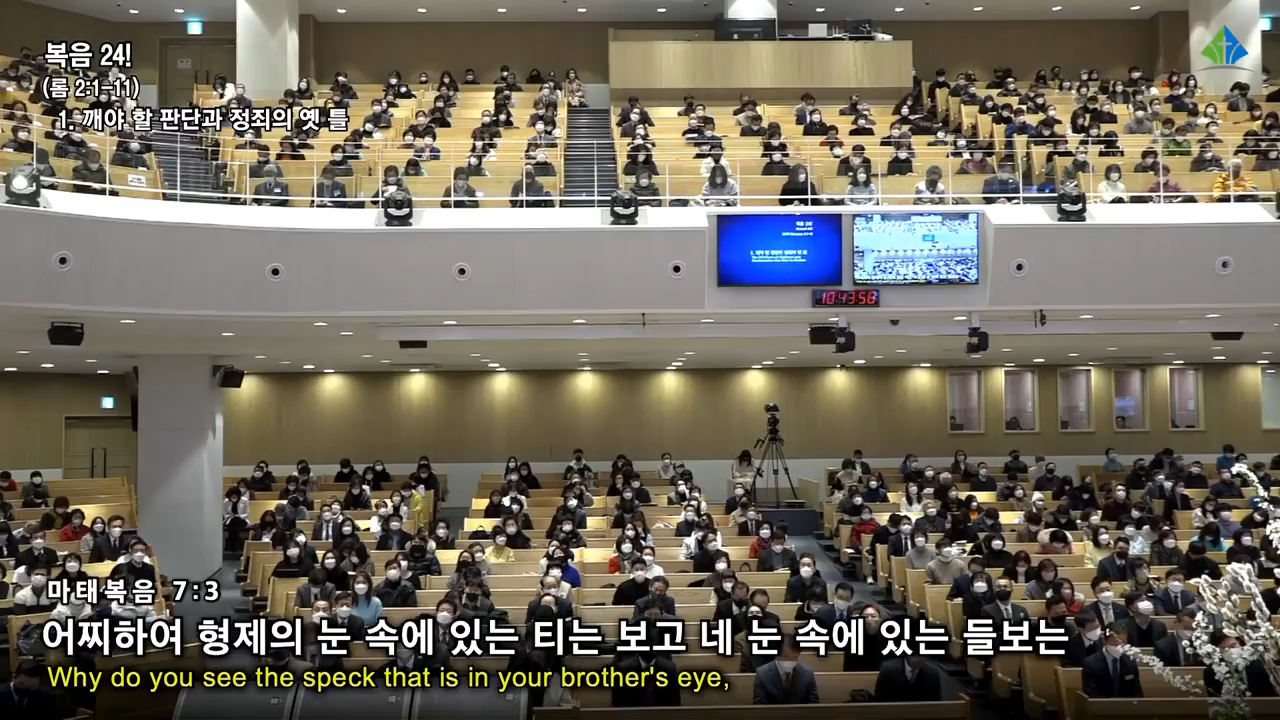 복음 24!
(롬 2:1-11)
1. 깨야 할 판단과 정죄의 옛 틀
10:43:56
마태복음 7:3
어찌하여 형제의 눈 속에 있는 티는 보고 네 눈 속에 있는 들보는
Why do you see the speck that is in your brother's eye,